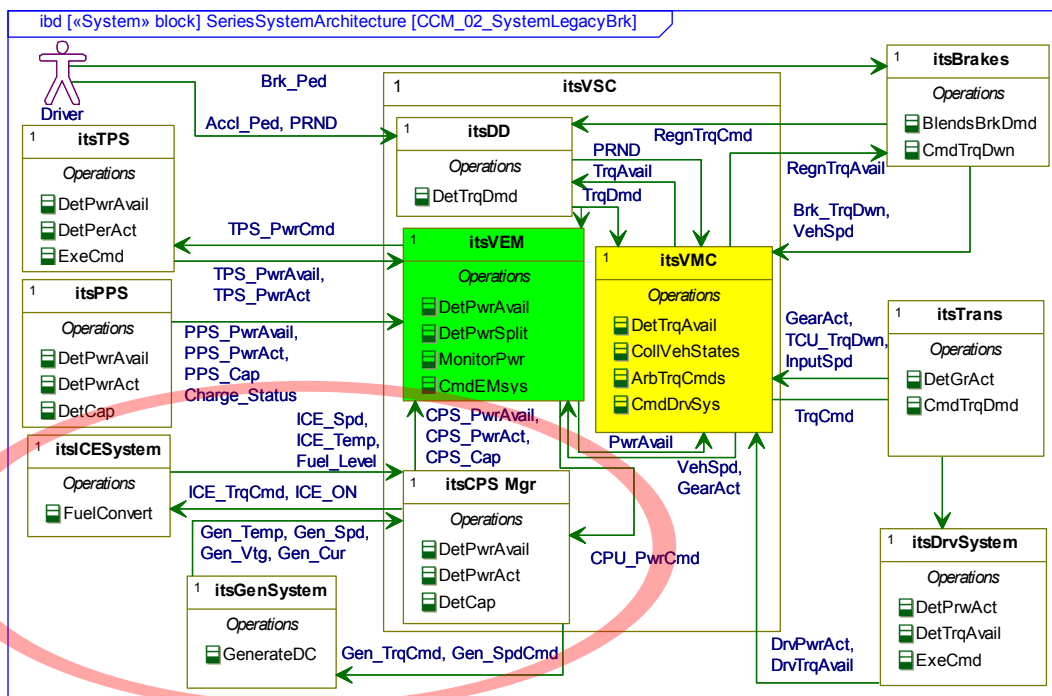 ibd [«System» block] SeriesSystemArchitecture [CCM_02_SystemLegacyBrk]
Driver
Brk_Ped
Accl_Ped, PRND
1
itsVSC
1
itsBrakes
Operations
BlendsBrkDmd
CmdTrqDwn
1
itsTPS
Operations
DetPwrAvail
DetPerAct
ExeCmd
1
itsDD
Operations
DetTrqDmd
RegnTrqCmd
PRND
TrqAvail
TrqDmd
RegnTrqAvail
Brk_TrqDwn,
VehSpd
TPS_PwrCmd
TPS_PwrAvail,
TPS_PwrAct
1
itsVEM
Operations
DetPwrAvail
DetPwrSplit
MonitorPwr
CmdEMsys
1
itsVMC
Operations
DetTrqAvail
CollVehStates
ArbTrqCmds
CmdDrvSys
1
itsPPS
Operations
DetPwrAvail
DetPwrAct
DetCap
PPS_PwrAvail,
PPS_PwrAct,
PPS_Cap
Charge_Status
GearAct,
TCU_TrqDwn,
InputSpd
TrqCmd
1
itsTrans
Operations
DetGrAct
CmdTrqDmd
CPS_PwrAvail,
CPS_PwrAct,
CPS_Cap
PwrAvail
VehSpd,
GearAct
1
itsICESystem
Operations
FuelConvert
ICE_Spd,
ICE_Temp,
Fuel_Level
ICE_TrqCmd, ICE_ON
1
itsCPS Mgr
Operations
DetPwrAvail
DetPwrAct
DetCap
CPU_PwrCmd
Gen_Temp, Gen_Spd,
Gen_Vtg, Gen_Cur
1
itsGenSystem
Operations
GenerateDC
Gen_TrqCmd, Gen_SpdCmd
1
itsDrvSystem
Operations
DetPrwAct
DetTrqAvail
ExeCmd
DrvPwrAct,
DrvTrqAvail